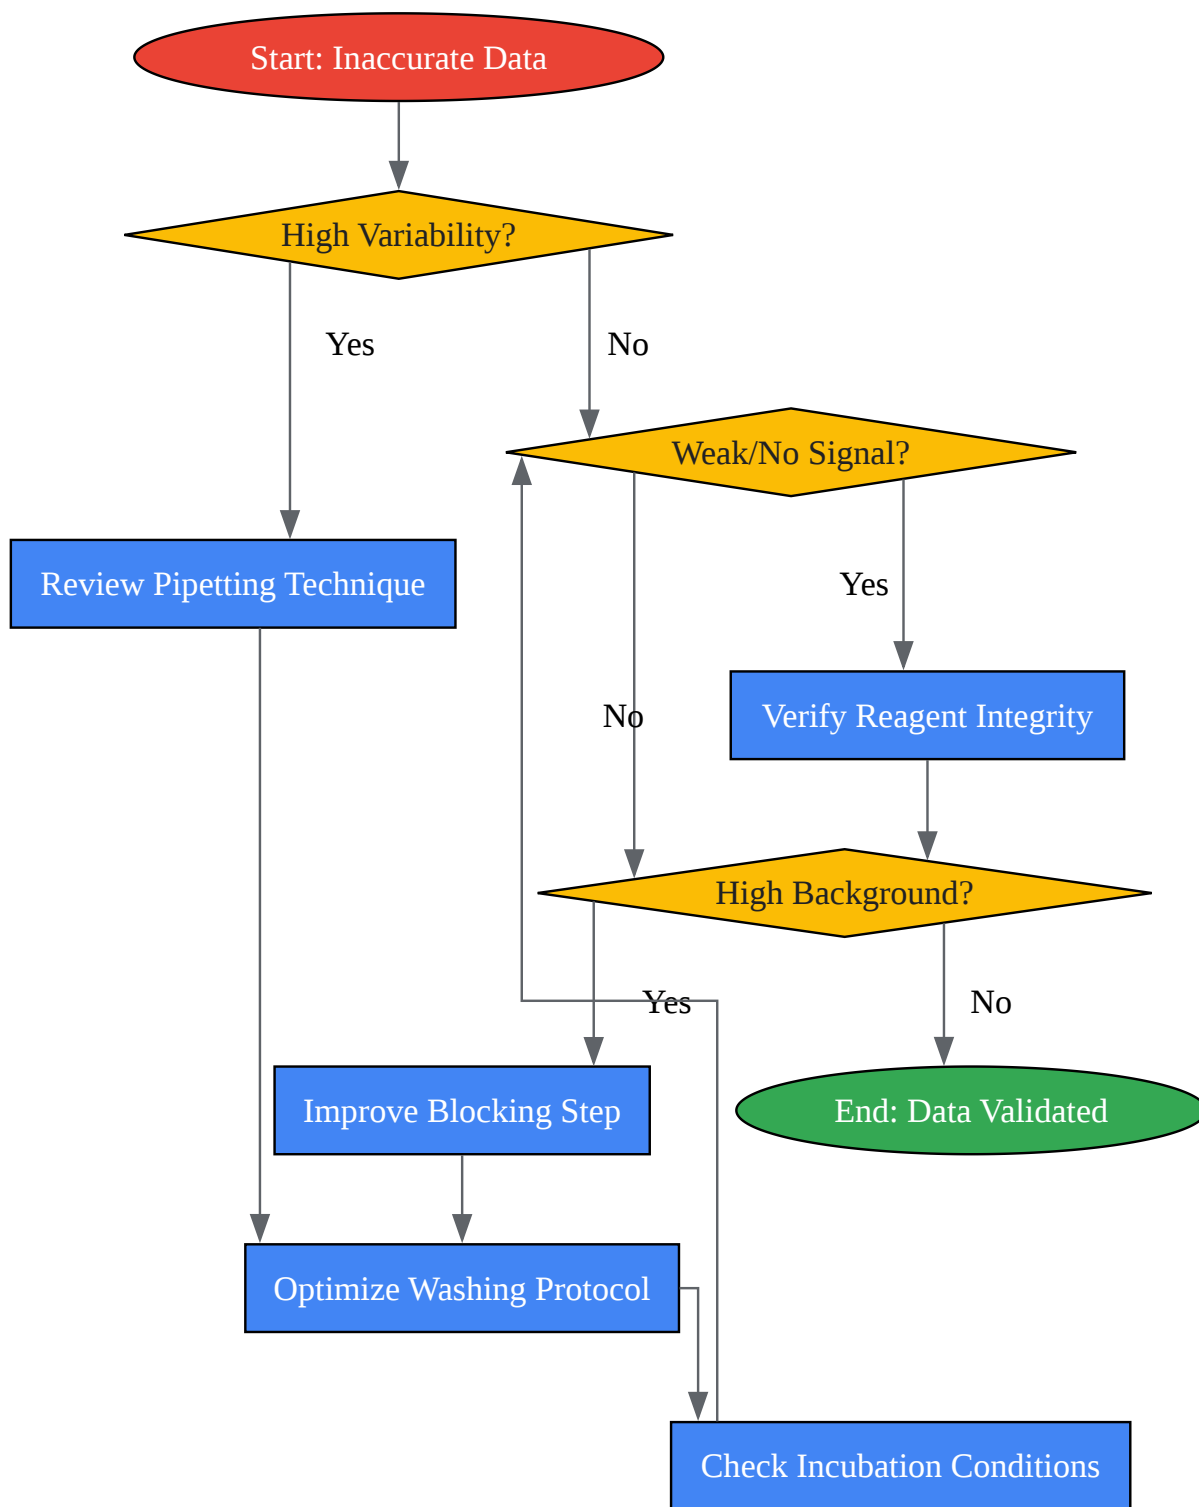 Start: Inaccurate Data
High Variability?
Yes
No
Weak/No Signal?
Review Pipetting Technique
Yes
No
Verify Reagent Integrity
High Background?
Yes
No
Improve Blocking Step
End: Data Validated
Optimize Washing Protocol
Check Incubation Conditions